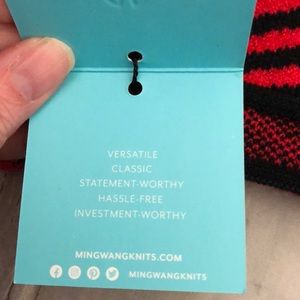 VERSATILE
CLASSIC
STATEMENT-WORTHY
HASSLE-FREE
INVESTMENT-WORTHY
MINGWANGKNITS.COM
MINGWANGKNITS